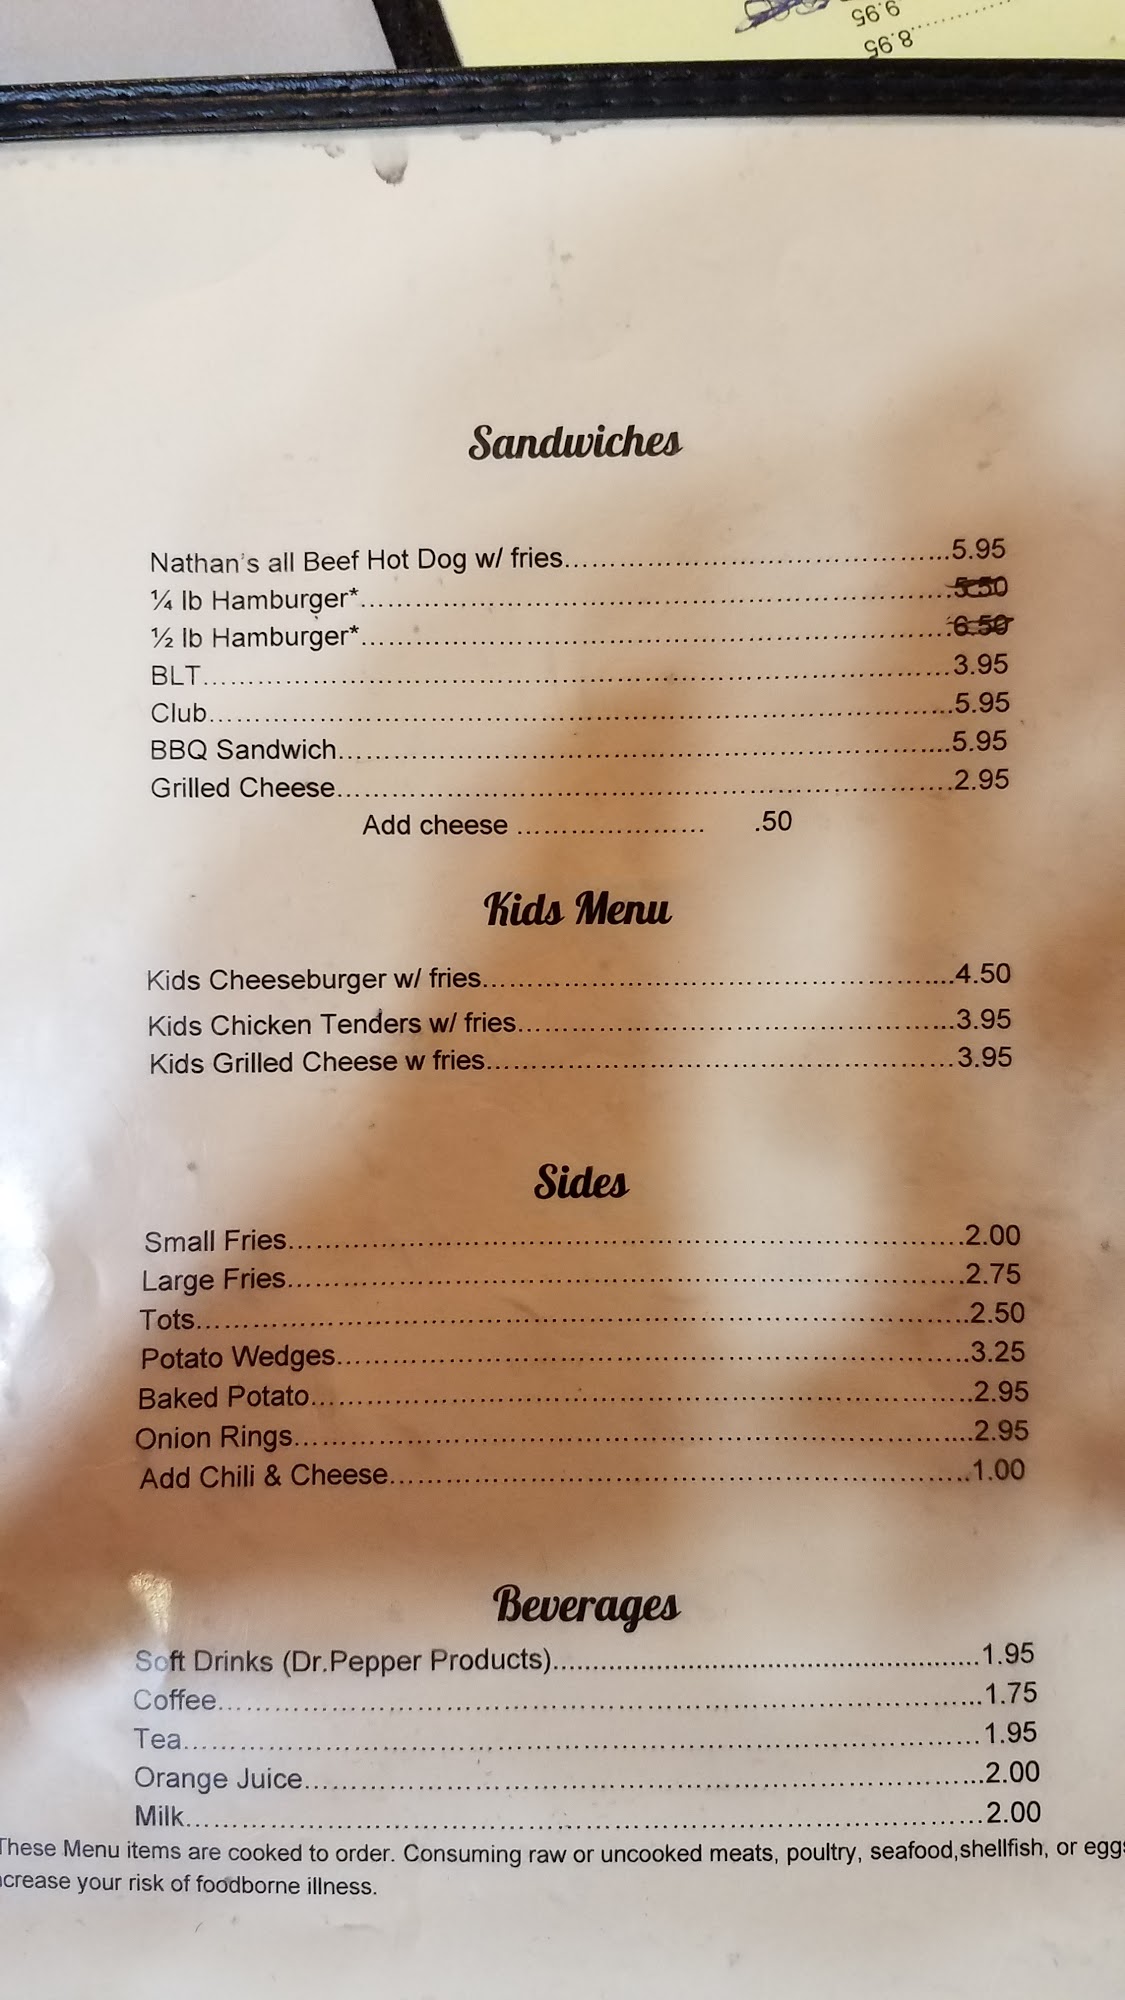 9.95
8.95
Sandwiches
Nathan's all Beef Hot Dog w/ fries..........................................5.95
¼ lb Hamburger*..........................................5.50
½ lb Hamburger*..........................................6.50
BLT..........................................3.95
Club..........................................5.95
BBQ Sandwich..........................................5.95
Grilled Cheese..........................................2.95
Add cheese ..................... .50
Kids Menu
Kids Cheeseburger w/ fries..........................................4.50
Kids Chicken Tenders w/ fries..........................................3.95
Kids Grilled Cheese w fries..........................................3.95
Sides
Small Fries..........................................2.00
Large Fries..........................................2.75
Tots..........................................2.50
Potato Wedges..........................................3.25
Baked Potato..........................................2.95
Onion Rings..........................................2.95
Add Chili & Cheese..........................................1.00
Beverages
Soft Drinks (Dr.Pepper Products)..........................................1.95
Coffee..........................................1.75
Tea..........................................1.95
Orange Juice..........................................2.00
Milk..........................................2.00
These Menu items are cooked to order. Consuming raw or uncooked meats, poultry, seafood,shellfish, or eggs
crease your risk of foodborne illness.